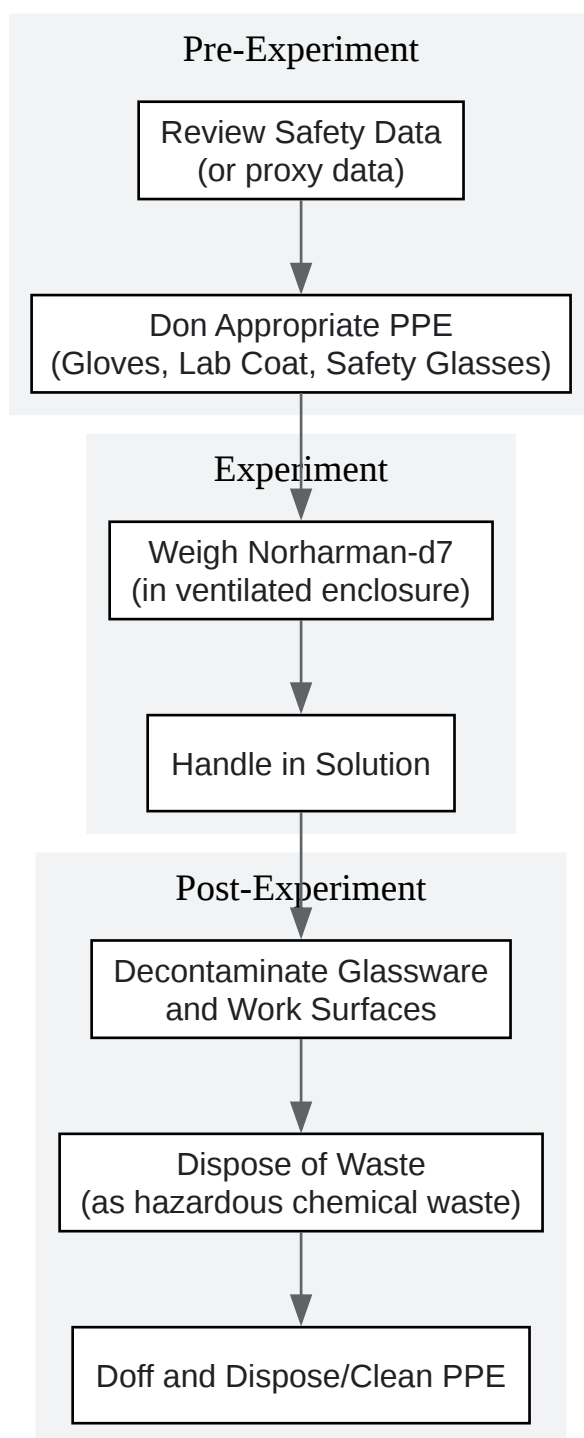 Pre-Experiment
Review Safety Data
(or proxy data)
Don Appropriate PPE
(Gloves, Lab Coat, Safety Glasses)
Experiment
Weigh Norharman-d7
(in ventilated enclosure)
Handle in Solution
Post-Experiment
Decontaminate Glassware
and Work Surfaces
Dispose of Waste
(as hazardous chemical waste)
Doff and Dispose/Clean PPE